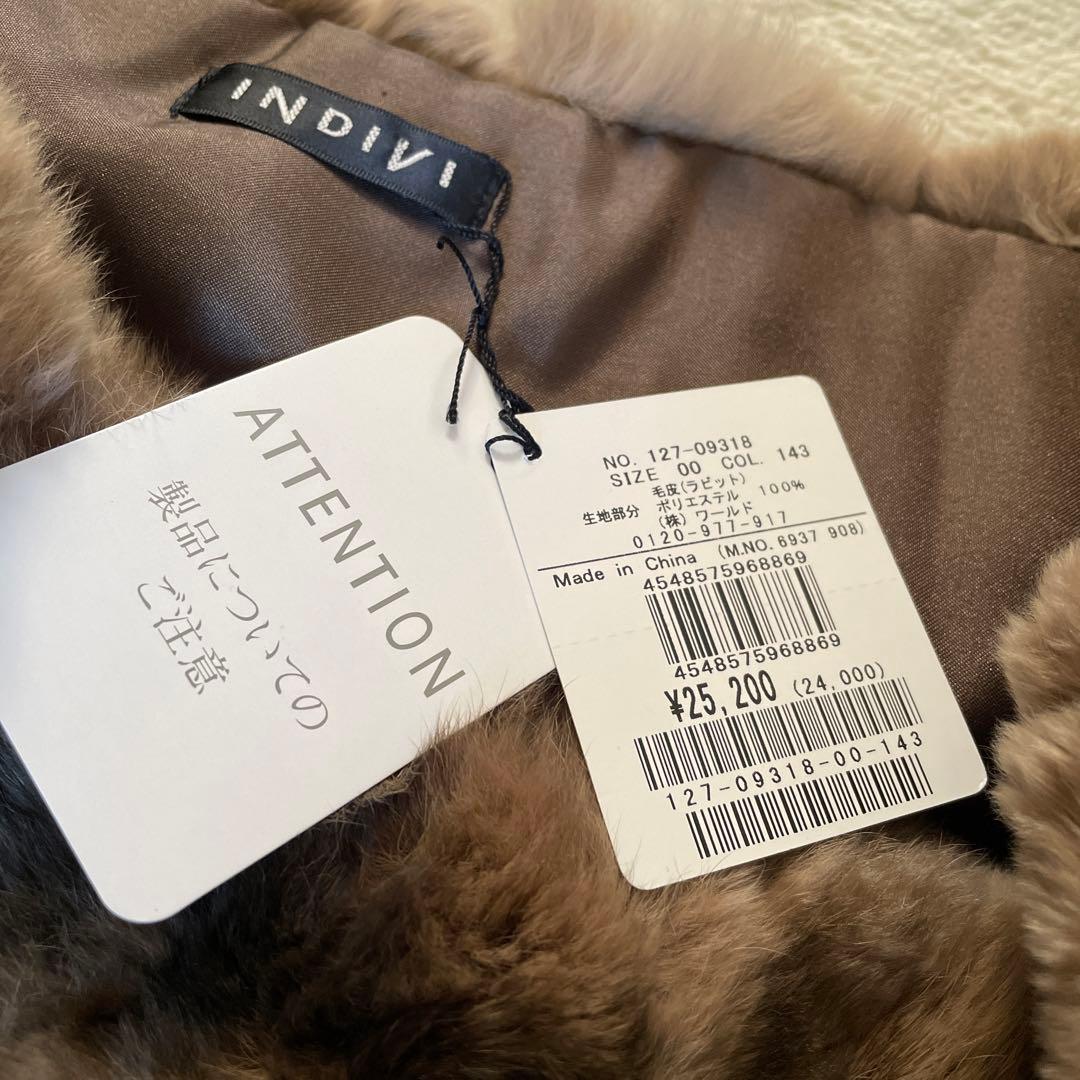 INDIVI
ATTENTION
製品についての
ご注意
NO. 127-09318
SIZE 00 COL. 143
毛皮(ラビット)
生地部分 ポリエステル 100%
(株) ワールド
0120-977-917
Made in China (M.NO. 6937 908)
4548575968869
4548575968869
¥25,200 (24,000)
127-09318-00-143